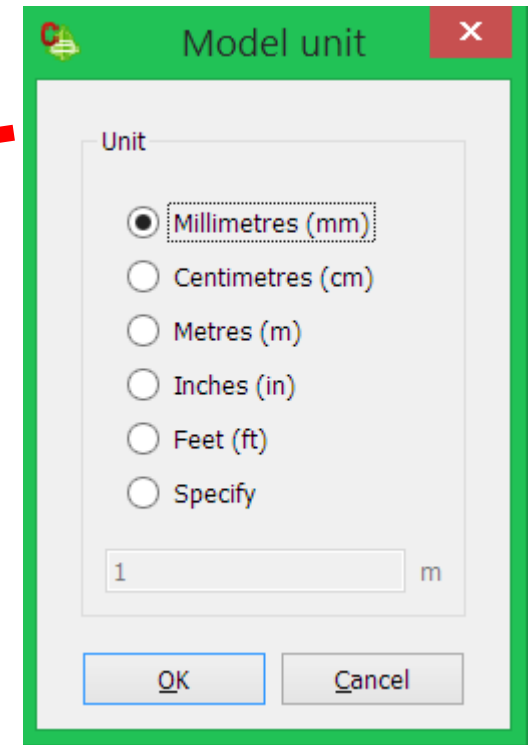 Model unit
Unit
Millimetres (mm)
Centimetres (cm)
Metres (m)
Inches (in)
Feet (ft)
Specify
1 m
OK Cancel